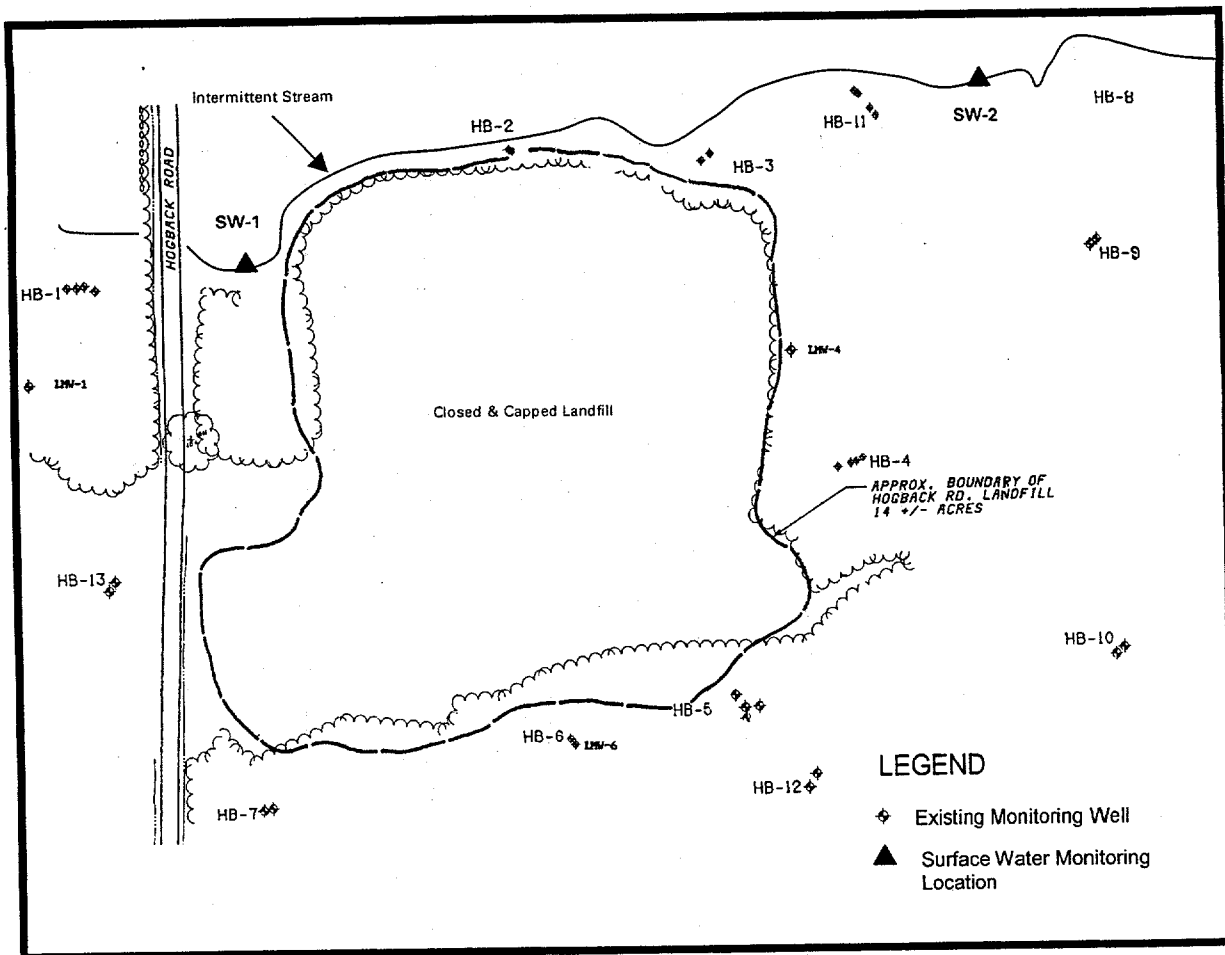 Intermittent Stream
HB-8
SW-2
HB-11
HB-2
HB-3
HOGBACK ROAD
SW-1
HB-9
HB-1
LMW-4
LMW-1
Closed & Capped Landfill
HB-4
APPROX. BOUNDARY OF
HOGBACK RD. LANDFILL
14 +/- ACRES
HB-13
HB-10
HB-5
HB-6
LMW-6
HB-12
HB-7
LEGEND
Existing Monitoring Well
Surface Water Monitoring
Location